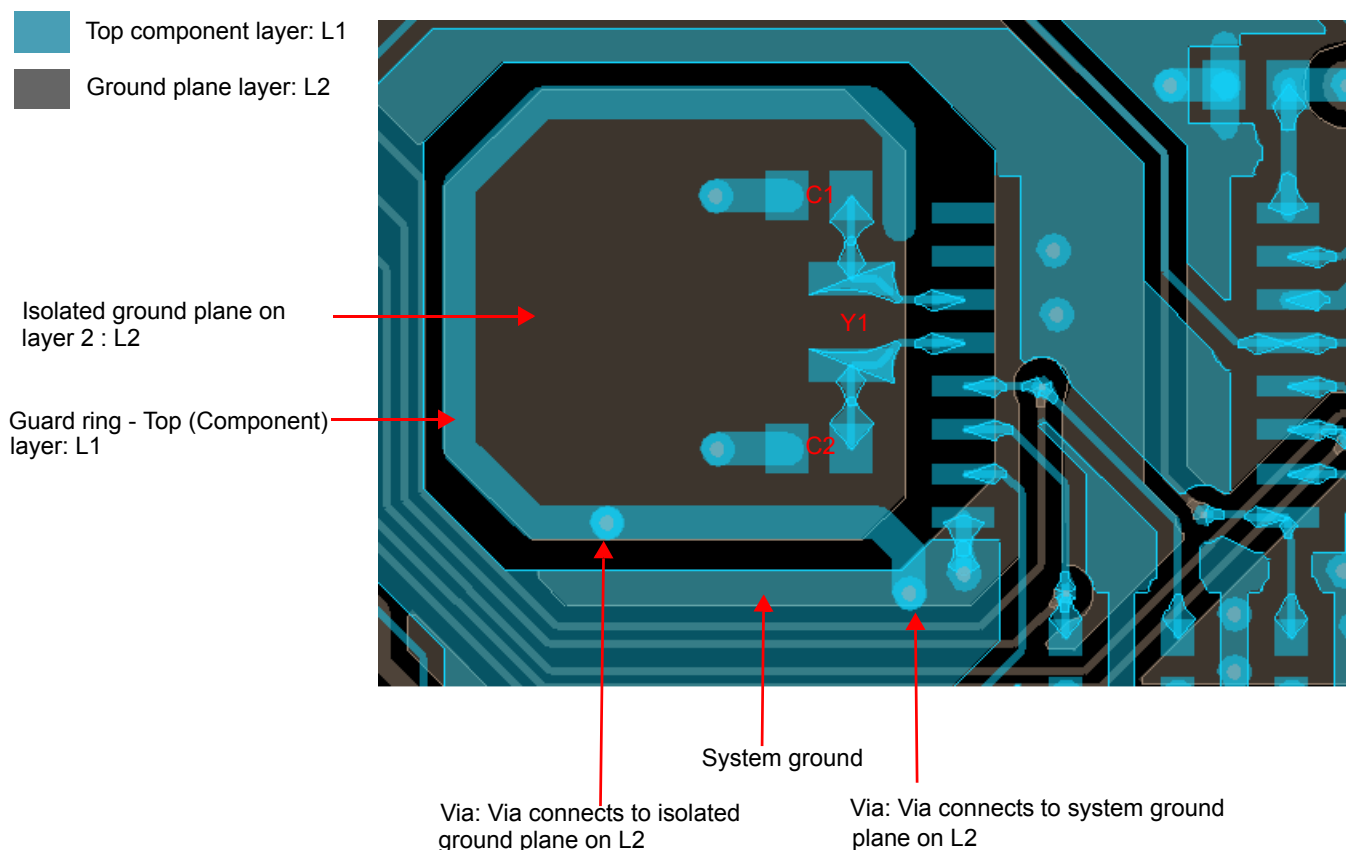 Top component layer: L1
Ground plane layer: L2
C1
Isolated ground plane on
layer 2 : L2
Y1
Guard ring - Top (Component)
layer: L1
C2
System ground
Via: Via connects to isolated
ground plane on L2
Via: Via connects to system ground
plane on L2